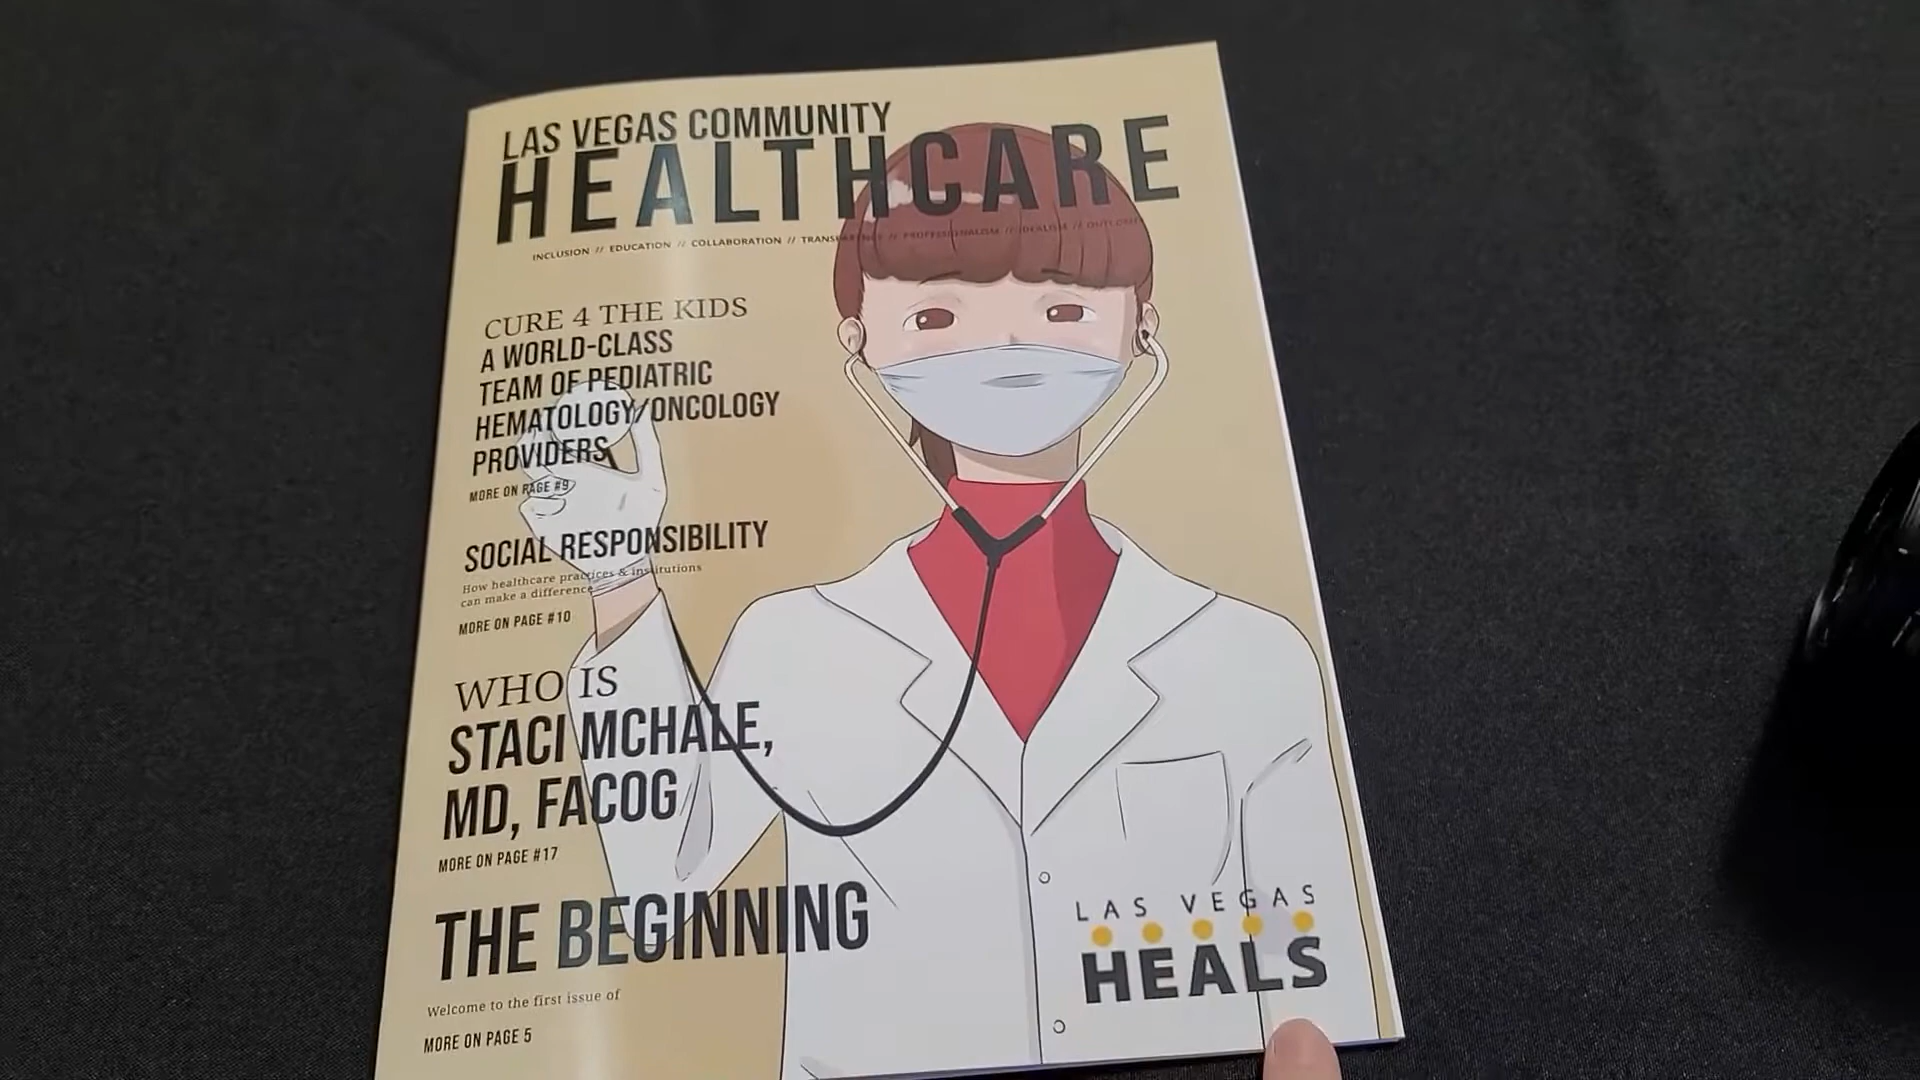 LAS VEGAS COMMUNITY
HEALTHCARE
INCLUSION // EDUCATION // COLLABORATION // TRANSPARENCY // PROFESSIONALISM // IDEALISM // OUTCOME
CURE 4 THE KIDS
A WORLD-CLASS
TEAM OF PEDIATRIC
HEMATOLOGY/ONCOLOGY
PROVIDERS
MORE ON PAGE #9
SOCIAL RESPONSIBILITY
How healthcare practices & institutions
can make a difference
MORE ON PAGE #10
WHO IS
STACI MCHALE,
MD, FACOG
MORE ON PAGE #17
THE BEGINNING
Welcome to the first issue of
MORE ON PAGE 5
LAS VEGAS
HEALS